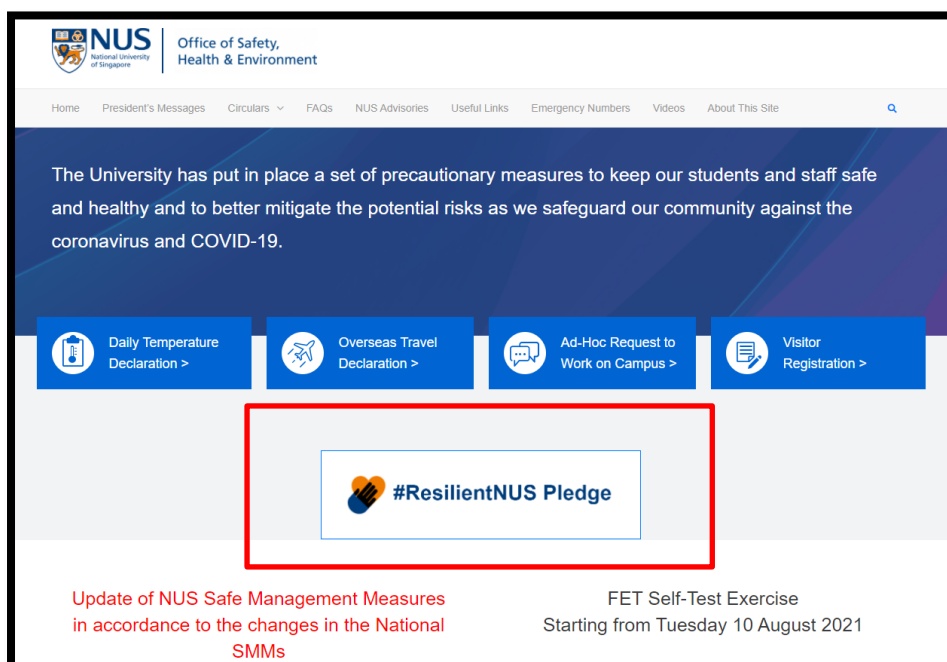 NUS
National University
of Singapore
Office of Safety,
Health & Environment
Home President's Messages Circulars FAQs NUS Advisories Useful Links Emergency Numbers Videos About This Site
The University has put in place a set of precautionary measures to keep our students and staff safe
and healthy and to better mitigate the potential risks as we safeguard our community against the
coronavirus and COVID-19.
Daily Temperature
Declaration >
Overseas Travel
Declaration >
Ad-Hoc Request to
Work on Campus >
Visitor
Registration >
#ResilientNUS Pledge
Update of NUS Safe Management Measures
in accordance to the changes in the National
SMMs
FET Self-Test Exercise
Starting from Tuesday 10 August 2021